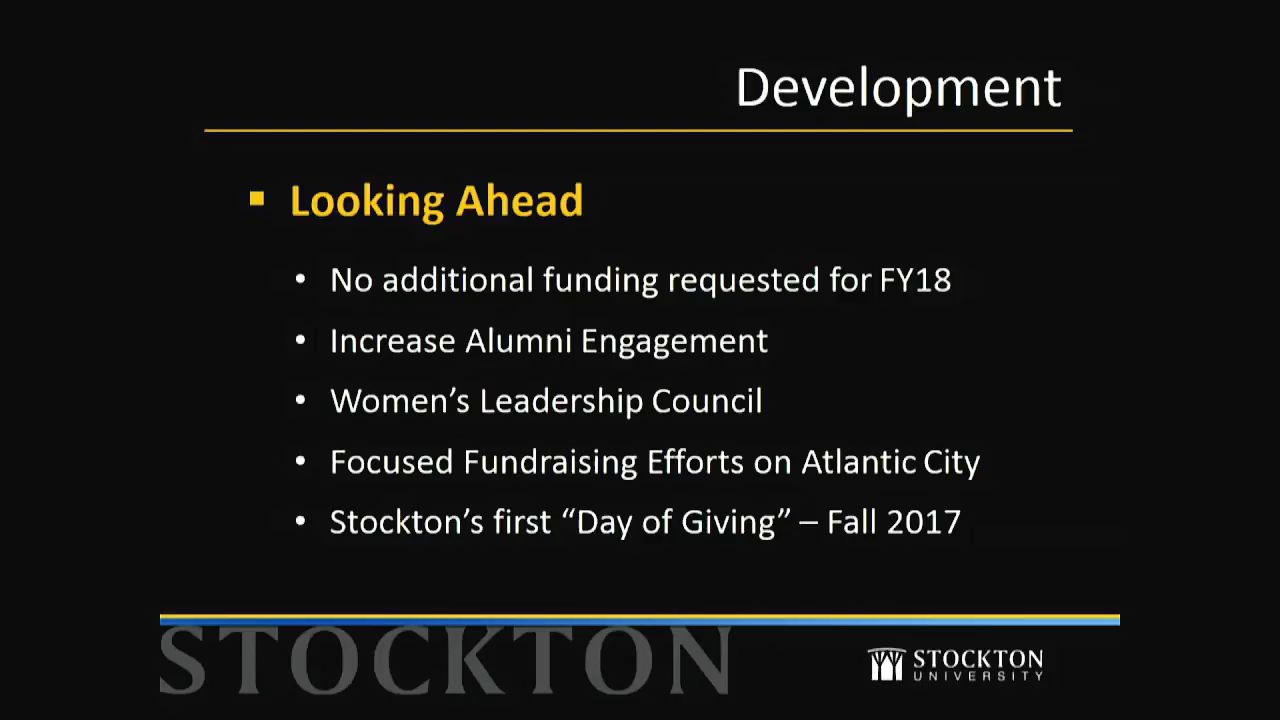 Development
Looking Ahead
No additional funding requested for FY18
Increase Alumni Engagement
Women’s Leadership Council
Focused Fundraising Efforts on Atlantic City
Stockton’s first “Day of Giving” – Fall 2017
STOCKTON
STOCKTON
UNIVERSITY